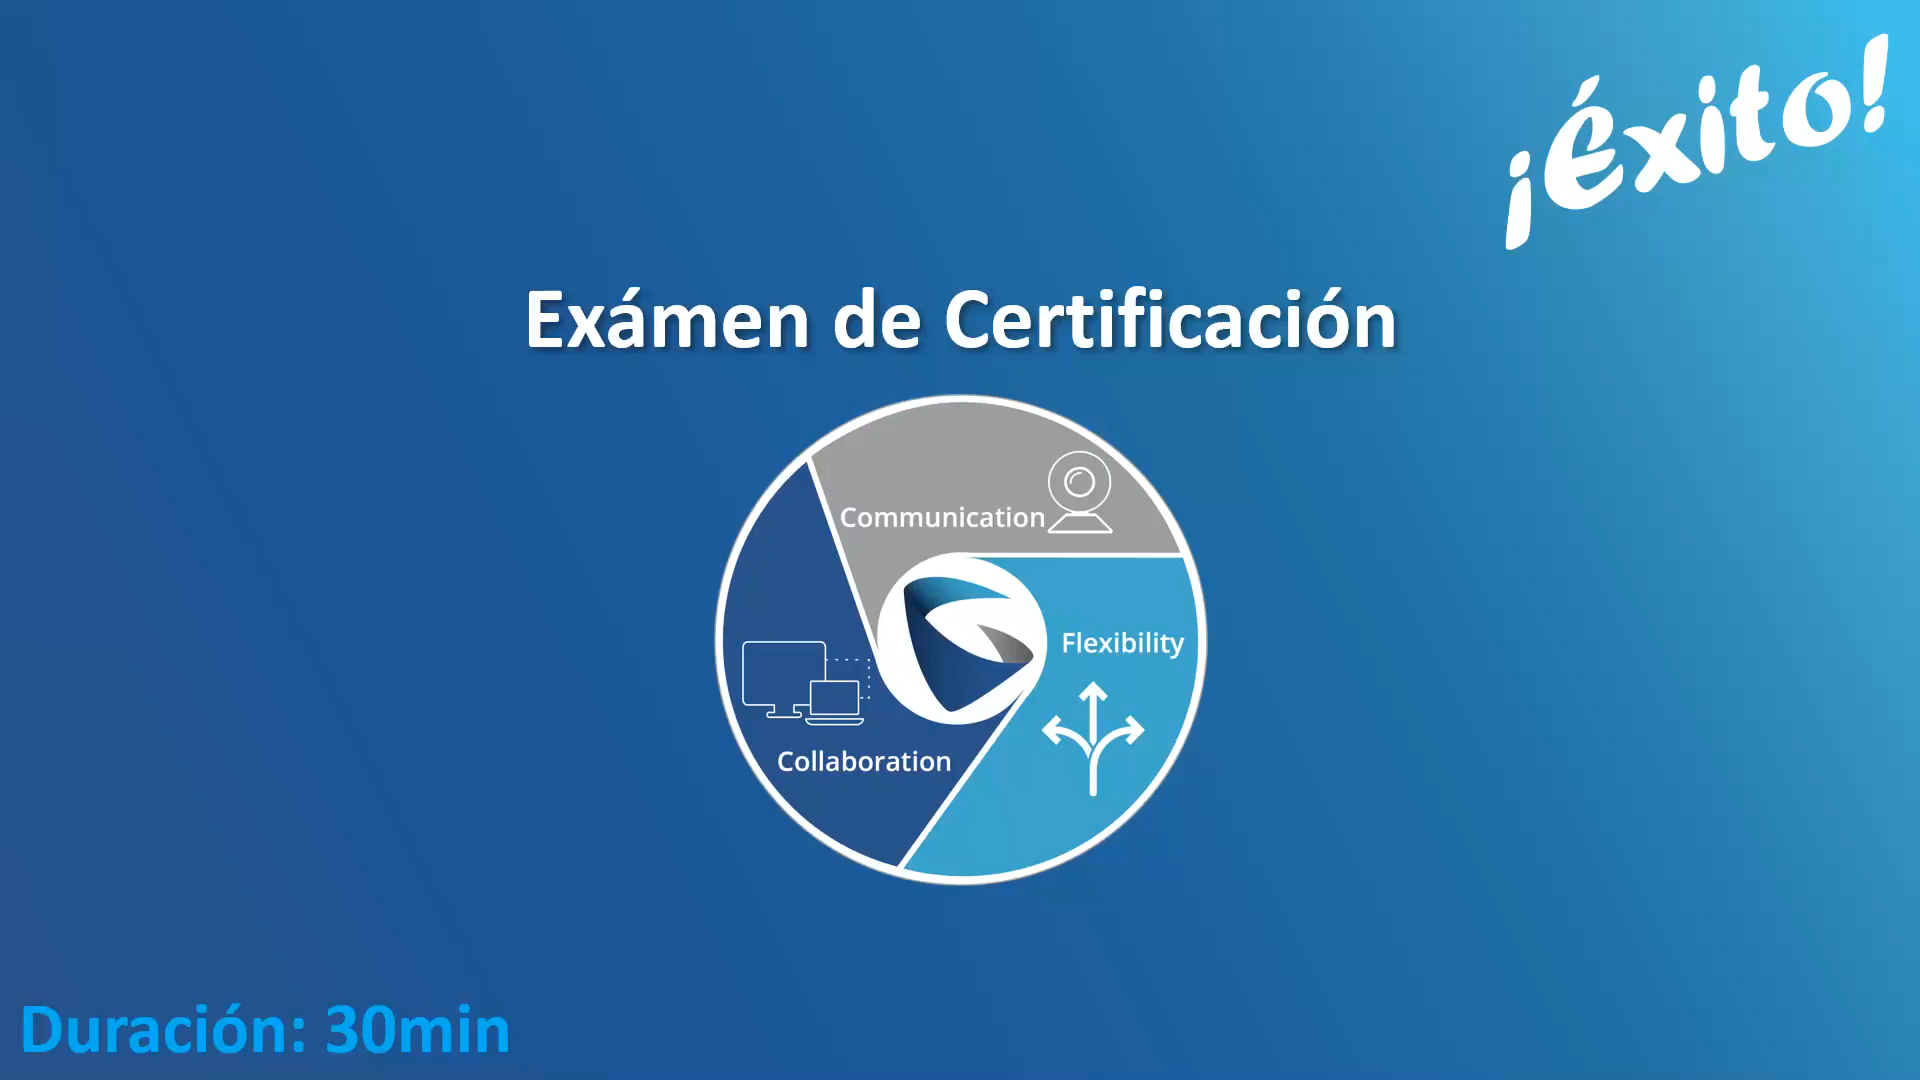 ¡Éxito!
Exámen de Certificación
Communication
Flexibility
Collaboration
Duración: 30min